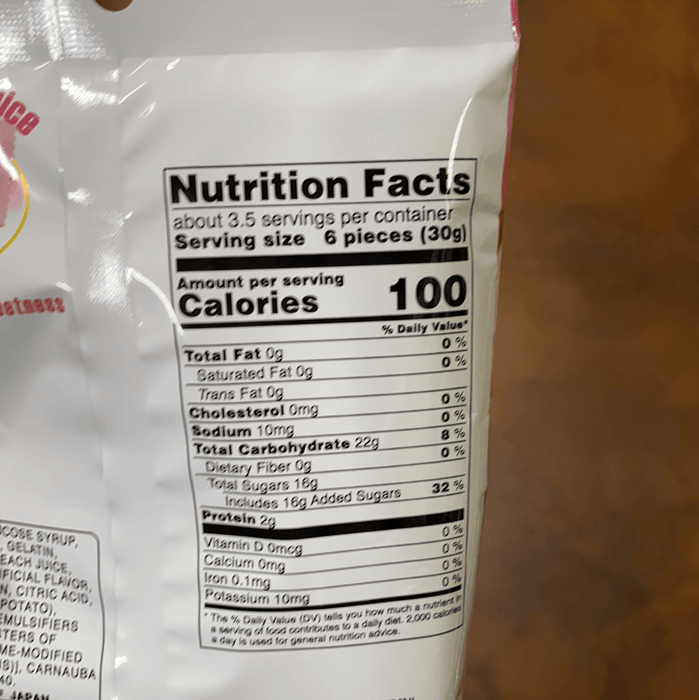 Nutrition Facts
about 3.5 servings per container
Serving size 6 pieces (30g)
Amount per serving
Calories 100
% Daily Value*
Total Fat 0g 0 %
Saturated Fat 0g 0 %
Trans Fat 0g
Cholesterol 0mg 0 %
Sodium 10mg 0 %
Total Carbohydrate 22g 8 %
Dietary Fiber 0g 0 %
Total Sugars 16g
Includes 16g Added Sugars 32 %
Protein 2g
Vitamin D 0mcg 0 %
Calcium 0mg 0 %
Iron 0.1mg 0 %
Potassium 10mg 0 %
* The % Daily Value (DV) tells you how much a nutrient in
a serving of food contributes to a daily diet. 2,000 calories
a day is used for general nutrition advice.
SYRUP,
GELATIN,
JUICE,
FLAVOR,
CITRIC ACID,
EMULSIFIERS
OF
CARNAUBA
JAPAN